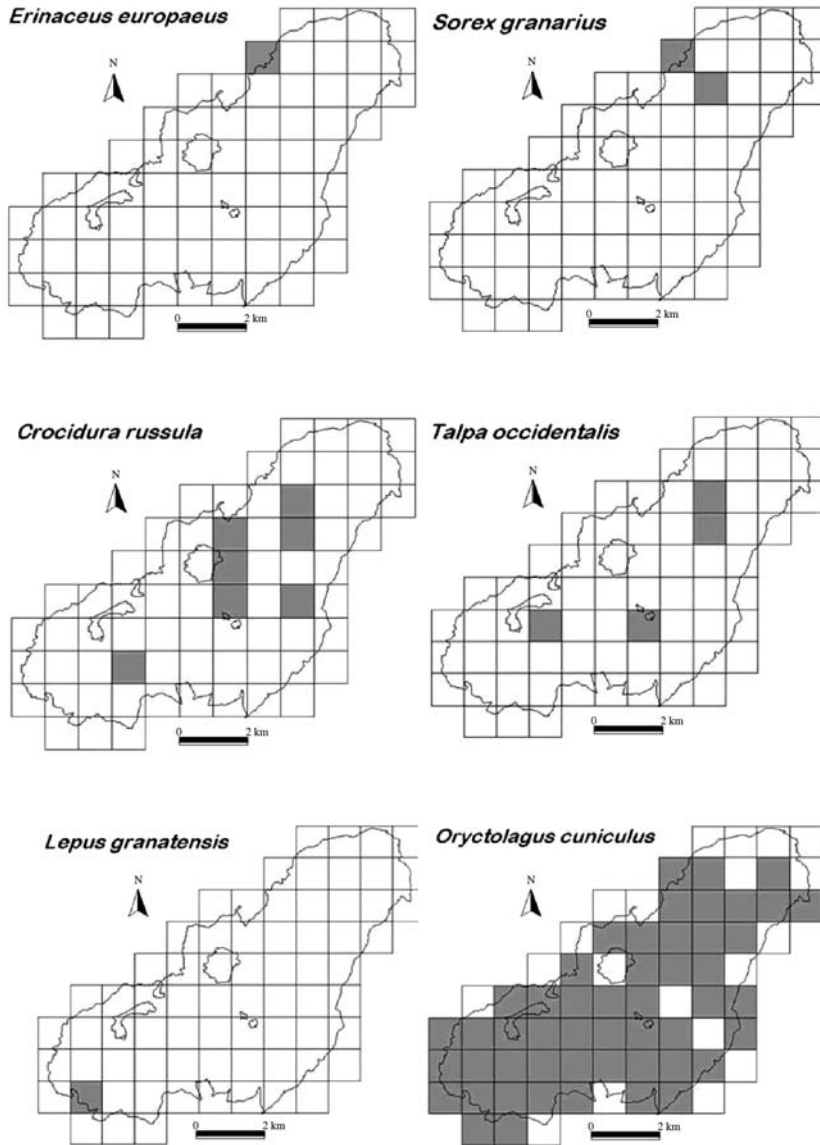 Erinaceus europaeus
N
0
2 km
Sorex granarius
N
0
2 km
Crocidura russula
N
0
2 km
Talpa occidentalis
N
0
2 km
Lepus granatensis
N
0
2 km
Oryctolagus cuniculus
N
0
2 km